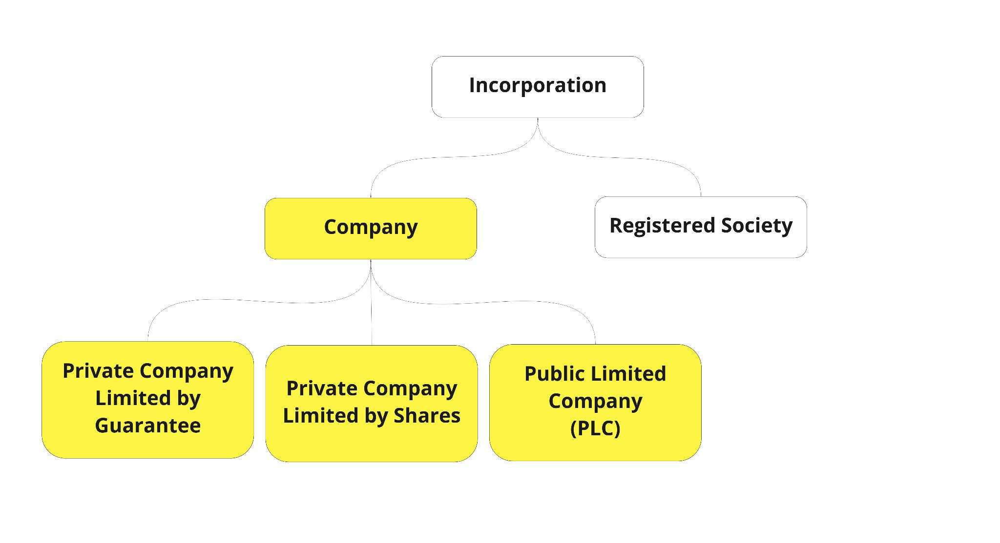 Incorporation
Company
Registered Society
Private Company
Limited by
Guarantee
Private Company
Limited by Shares
Public Limited
Company
(PLC)